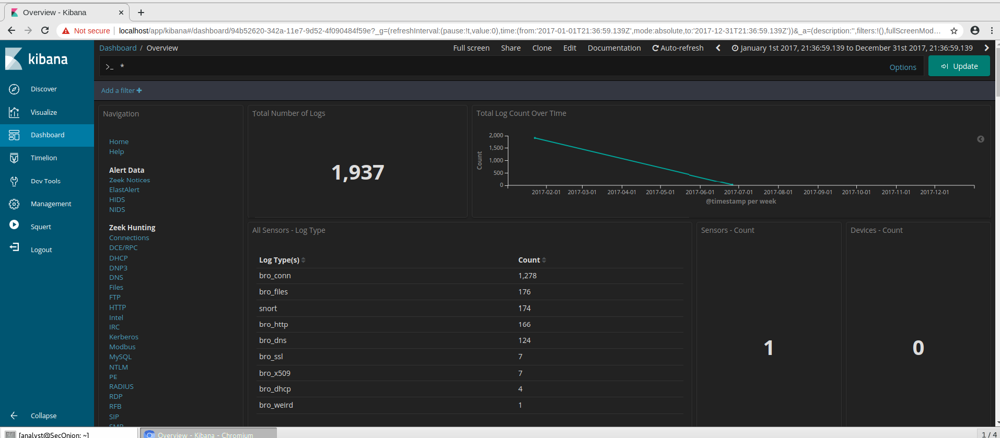 Overview - Kibana
Not secure
localhost/app/kibana#/dashboard/94b52620-342a-11e7-9d52-4f090484f59e?_g=(refreshInterval:(pause:!t,value:0),time:(from:'2017-01-01T21:36:59.139Z',mode:absolute,to:'2017-12-31T21:36:59.139Z'))&_a=(description:'',filters:!(),fullScreenMod...
kibana
Discover
Visualize
Dashboard
Timelion
Dev Tools
Management
Squert
Logout
Collapse
Dashboard / Overview
Full screen Share Clone Edit Documentation Auto-refresh January 1st 2017, 21:36:59.139 to December 31st 2017, 21:36:59.139
>_ *
Options
Update
Add a filter +
Navigation
Home
Help
Alert Data
Zeek Notices
ElastAlert
HIDS
NIDS
Zeek Hunting
Connections
DCE/RPC
DHCP
DNP3
DNS
Files
FTP
HTTP
Intel
IRC
Kerberos
Modbus
MySQL
NTLM
PE
RADIUS
RDP
RFB
SIP
SMB
Total Number of Logs
1,937
Total Log Count Over TIme
2,000
1,500
1,000
500
0
Count
2017-02-01 2017-03-01 2017-04-01 2017-05-01 2017-06-01 2017-07-01 2017-08-01 2017-09-01 2017-10-01 2017-11-01 2017-12-01
@timestamp per week
All Sensors - Log Type
Log Type(s) Count
bro_conn 1,278
bro_files 176
snort 174
bro_http 166
bro_dns 124
bro_ssl 7
bro_x509 7
bro_dhcp 4
bro_weird 1
Sensors - Count
1
Devices - Count
0
[analyst@SecOnion: ~]
Overview - Kibana - Chromium
1 / 4